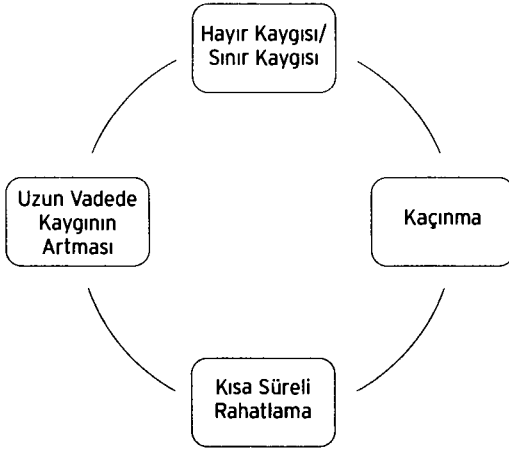 Hayır Kaygısı/
Sınır Kaygısı
Kaçınma
Kısa Süreli
Rahatlama
Uzun Vadede
Kaygının
Artması